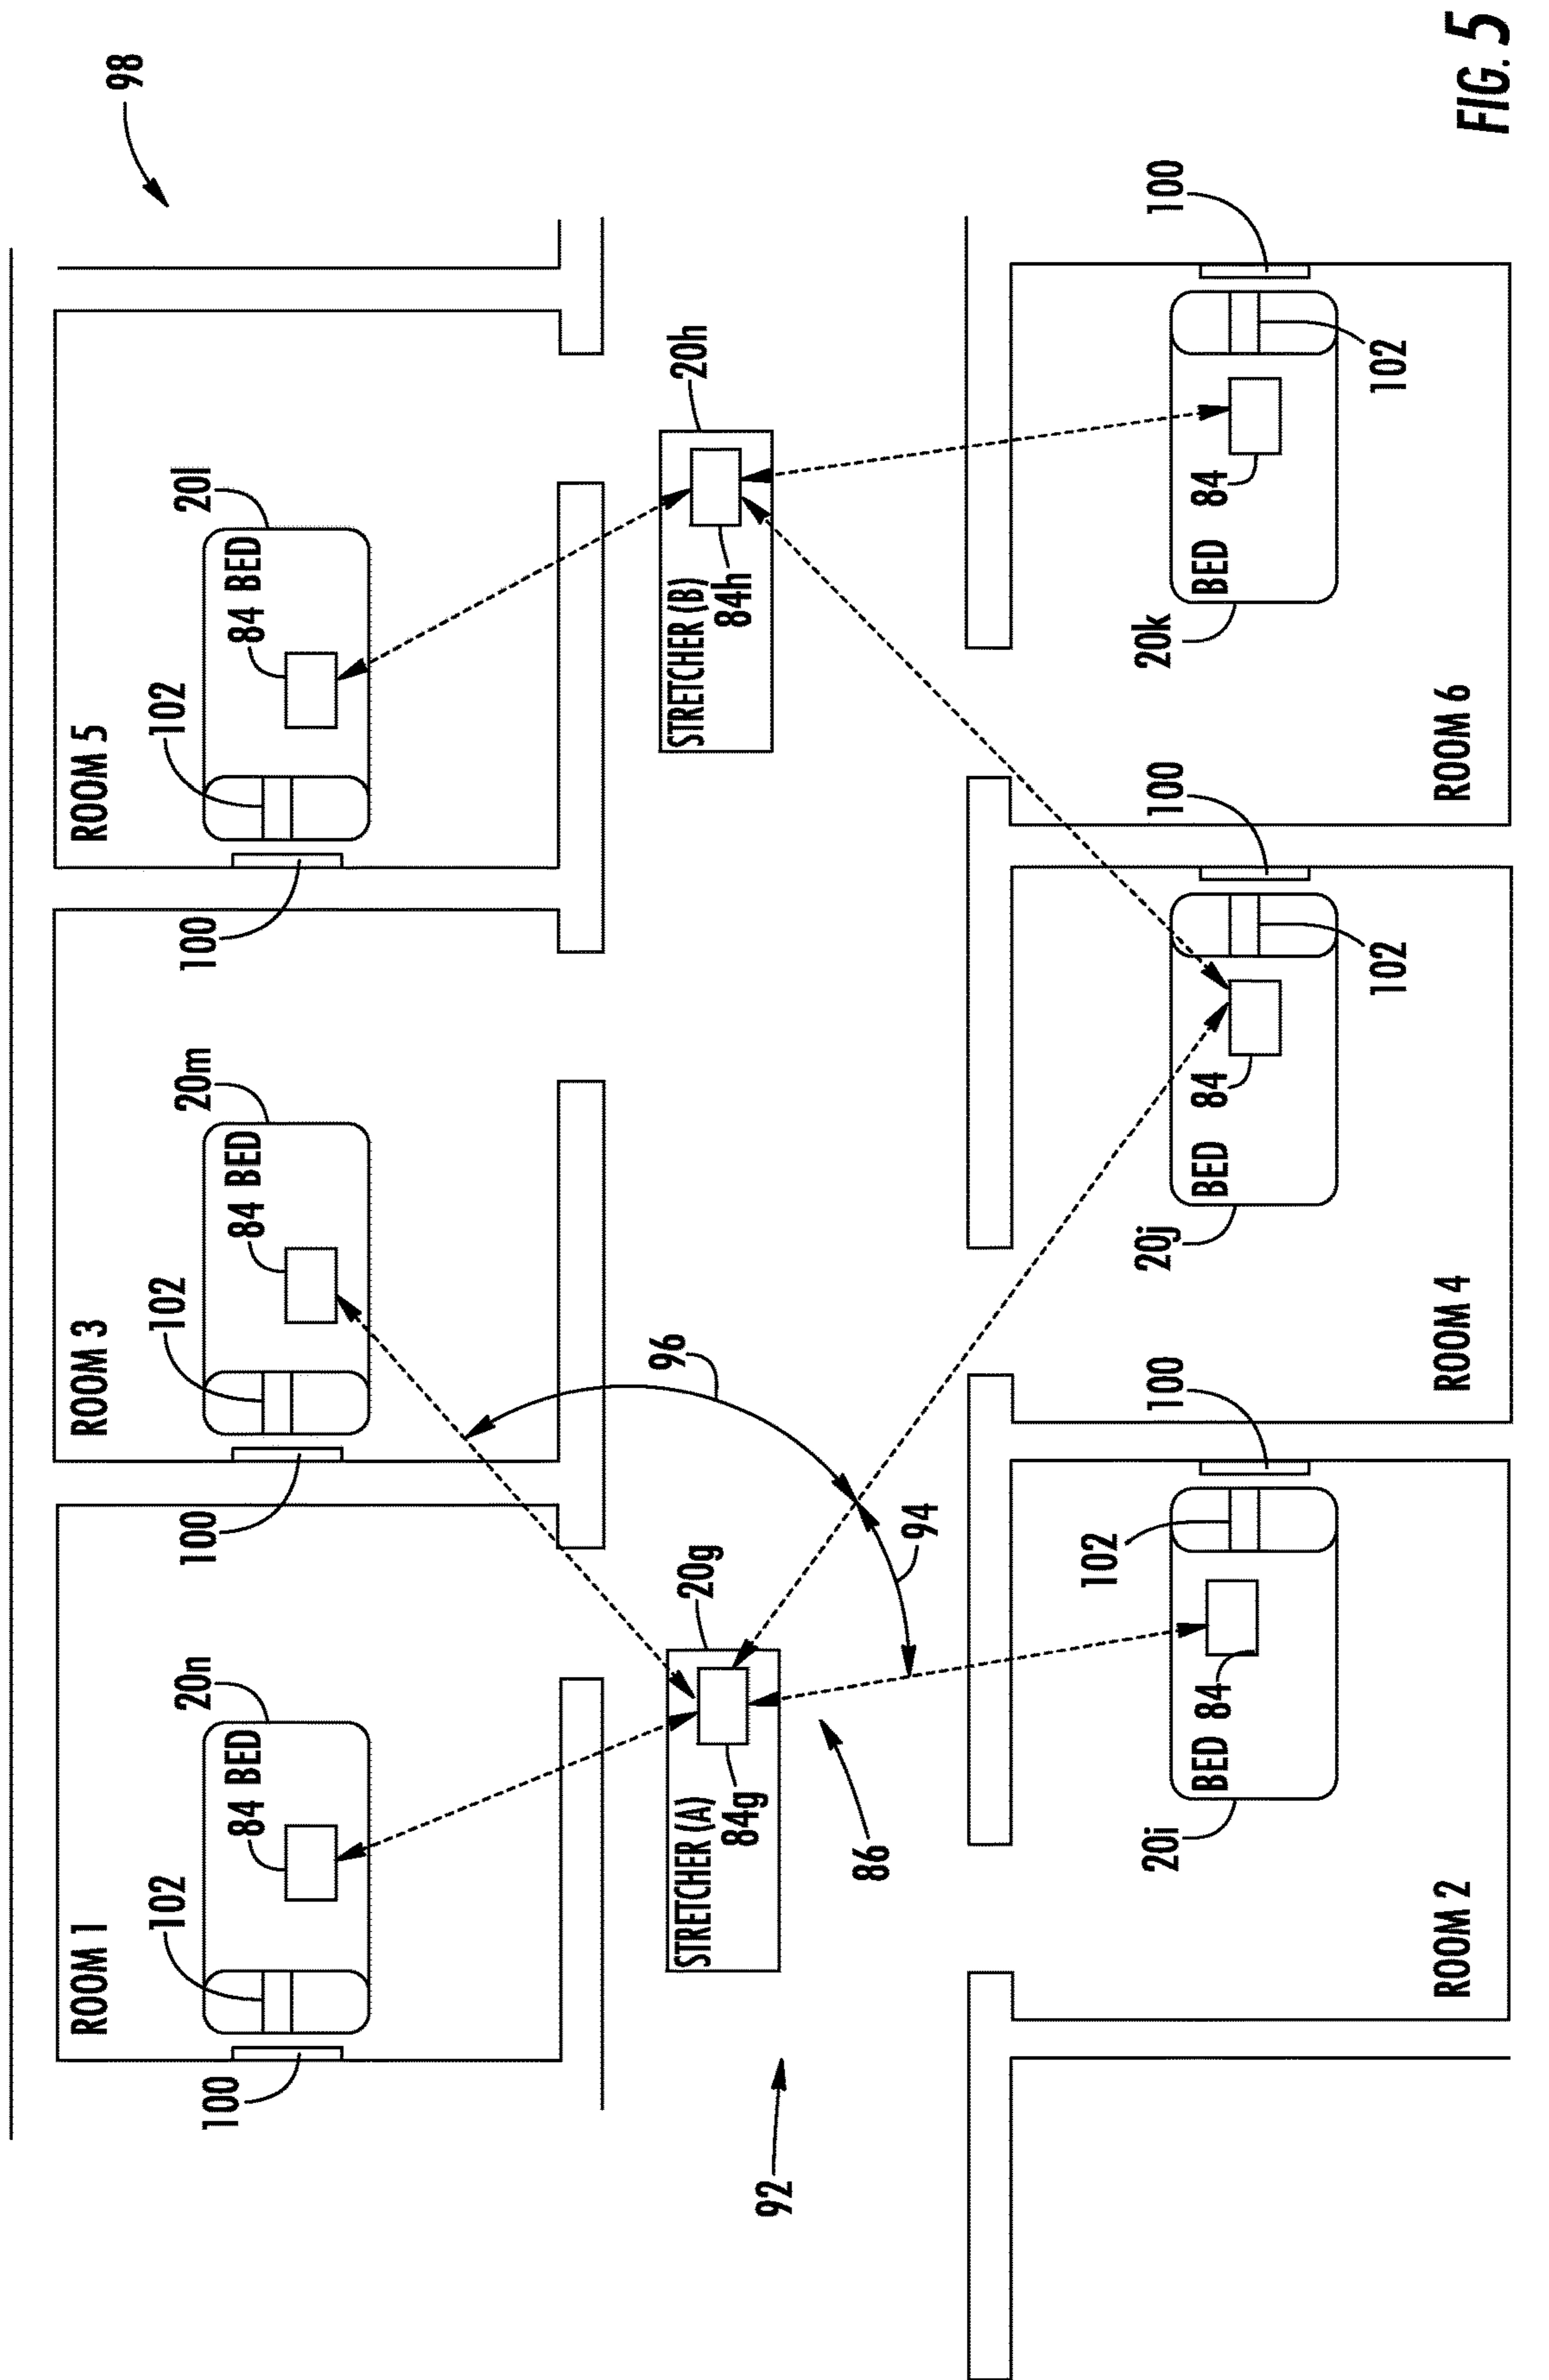 ROOM 1
ROOM 3
ROOM 5
98
102
102
102
20n
20m
20l
100
100
100
84 BED
84 BED
84 BED
96
STRETCHER (A)
20g
STRETCHER (B)
20h
84g
84h
92
86
94
102
20i
100
20j
100
20k
100
BED 84
BED 84
BED 84
102
102
ROOM 2
ROOM 4
ROOM 6
FIG. 5